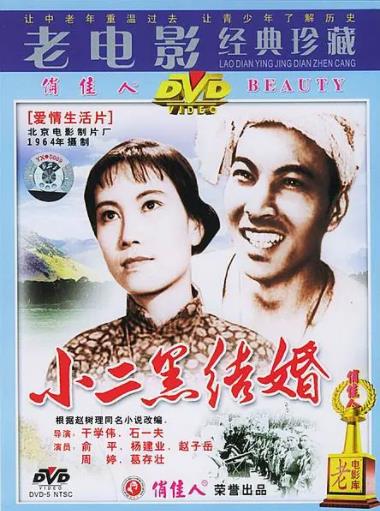 让中老年重温过去 让青少年了解历史
老电影 经典珍藏
LAO DIAN YING JING DIAN ZHEN CANG
俏佳人 DVD VIDEO BEAUTY
[爱情生活片]
北京电影制片厂
1964年摄制
小二黑结婚
根据赵树理同名小说改编.
导演：干学伟、石一夫
演员：俞平、杨建业、赵子岳
周婷、葛存壮
俏佳人
老电影库
DVD
VIDEO
DVD-5 NTSC
俏佳人 荣誉出品